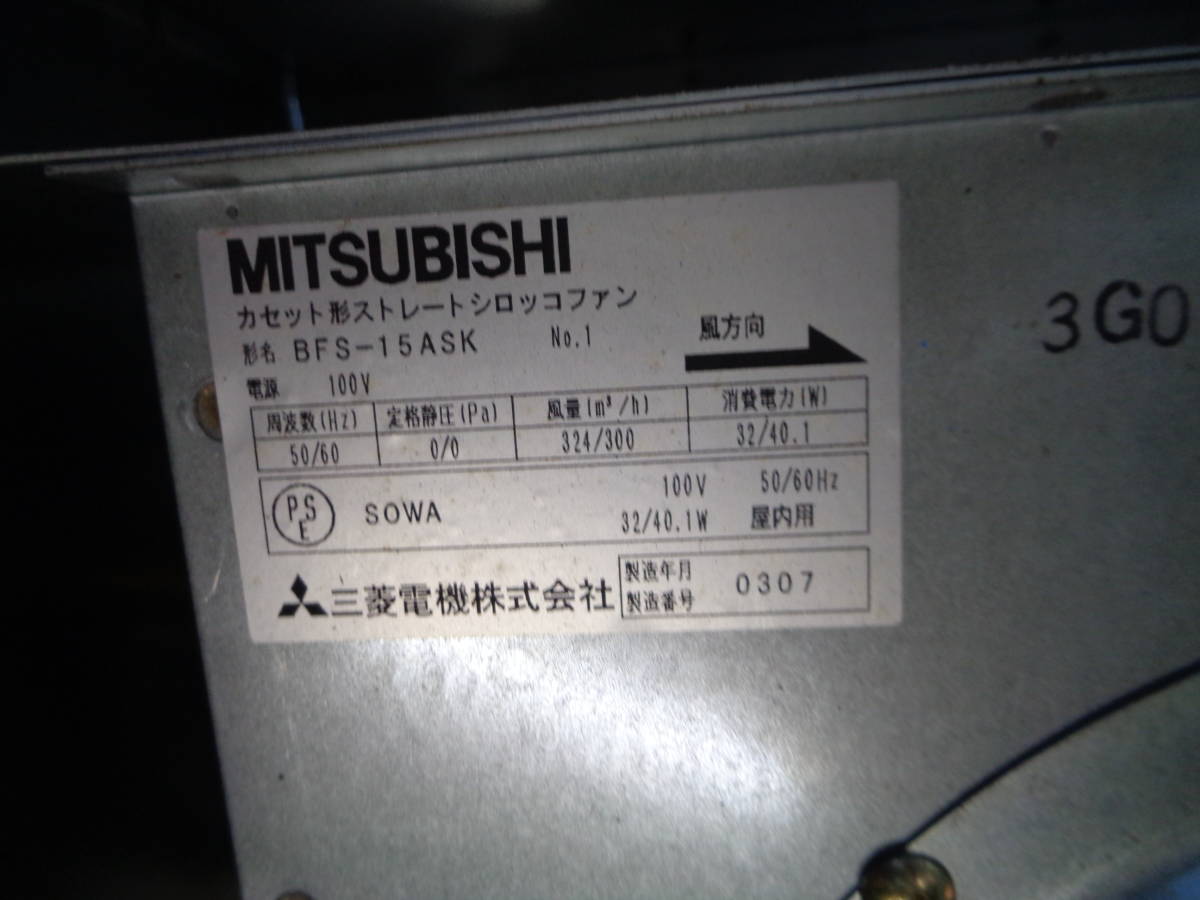 MITSUBISHI
カセット形ストレートシロッコファン
形名 BFS-15ASK No.1
風方向
電源 100V
周波数(Hz) 定格静圧(Pa) 風量(m³/h) 消費電力(W)
50/60 0/0 324/300 32/40.1
PSE SOWA 100V 50/60Hz
32/40.1W 屋内用
三菱電機株式会社
製造年月
製造番号
0307
3G0